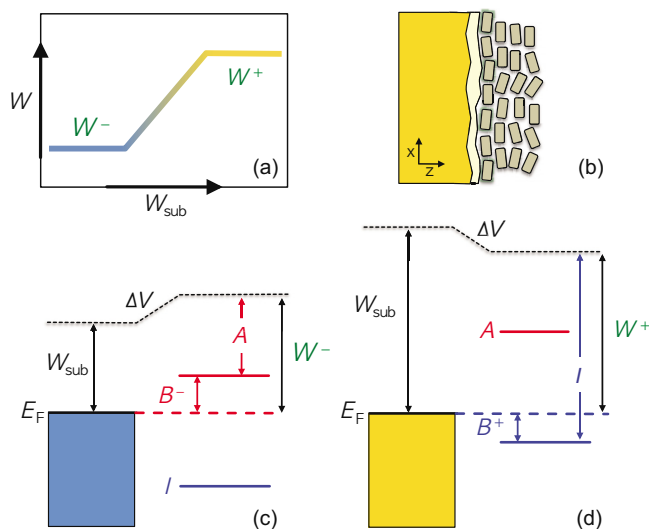 W
W⁻
W⁺
(a)
W_sub
x
z
(b)
ΔV
W_sub
A
W⁻
B⁻
E_F
I
(c)
ΔV
W_sub
A
I
W⁺
E_F
B⁺
(d)